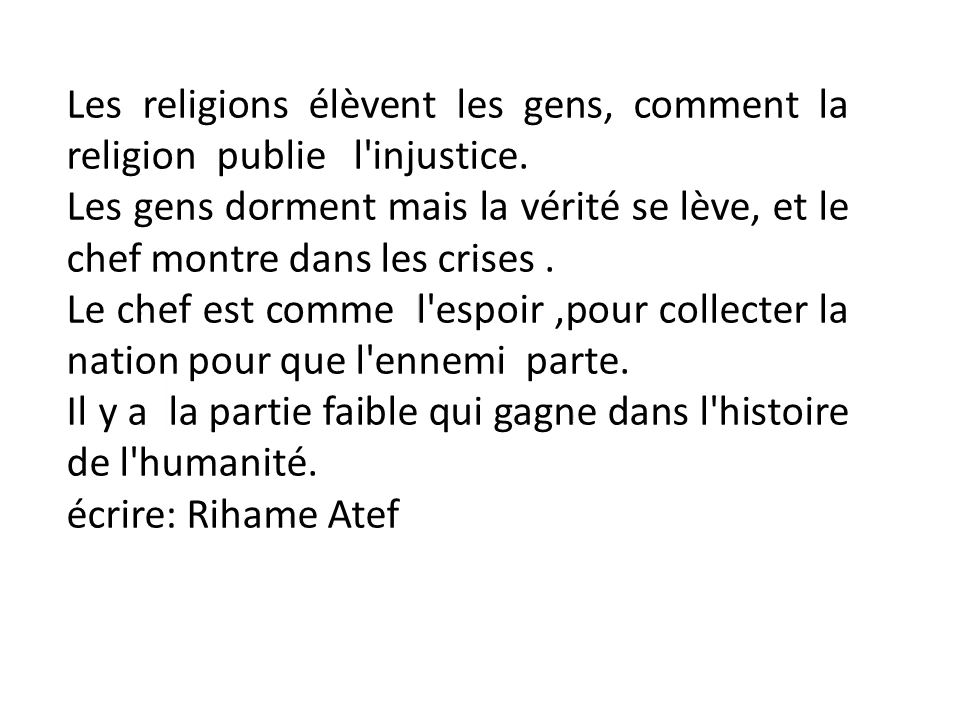 Les religions élèvent les gens, comment la
religion publie l'injustice.
Les gens dorment mais la vérité se lève, et le
chef montre dans les crises .
Le chef est comme l'espoir ,pour collecter la
nation pour que l'ennemi parte.
Il y a la partie faible qui gagne dans l'histoire
de l'humanité.
écrire: Rihame Atef